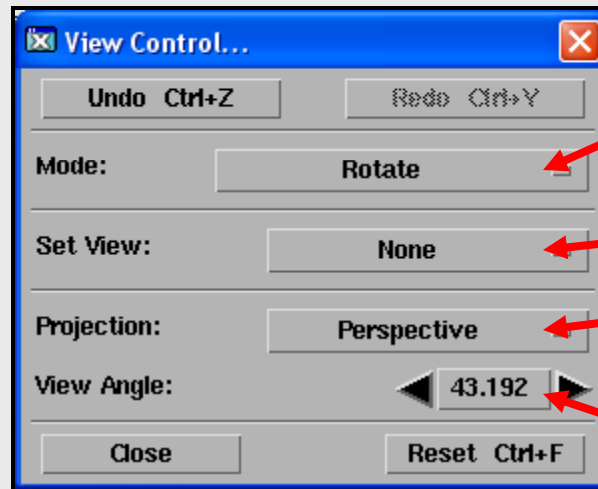 View Control...
Undo Ctrl+Z Redo Ctrl+Y
Mode: Rotate
Set View: None
Projection: Perspective
View Angle: 43.192
Close Reset Ctrl+F